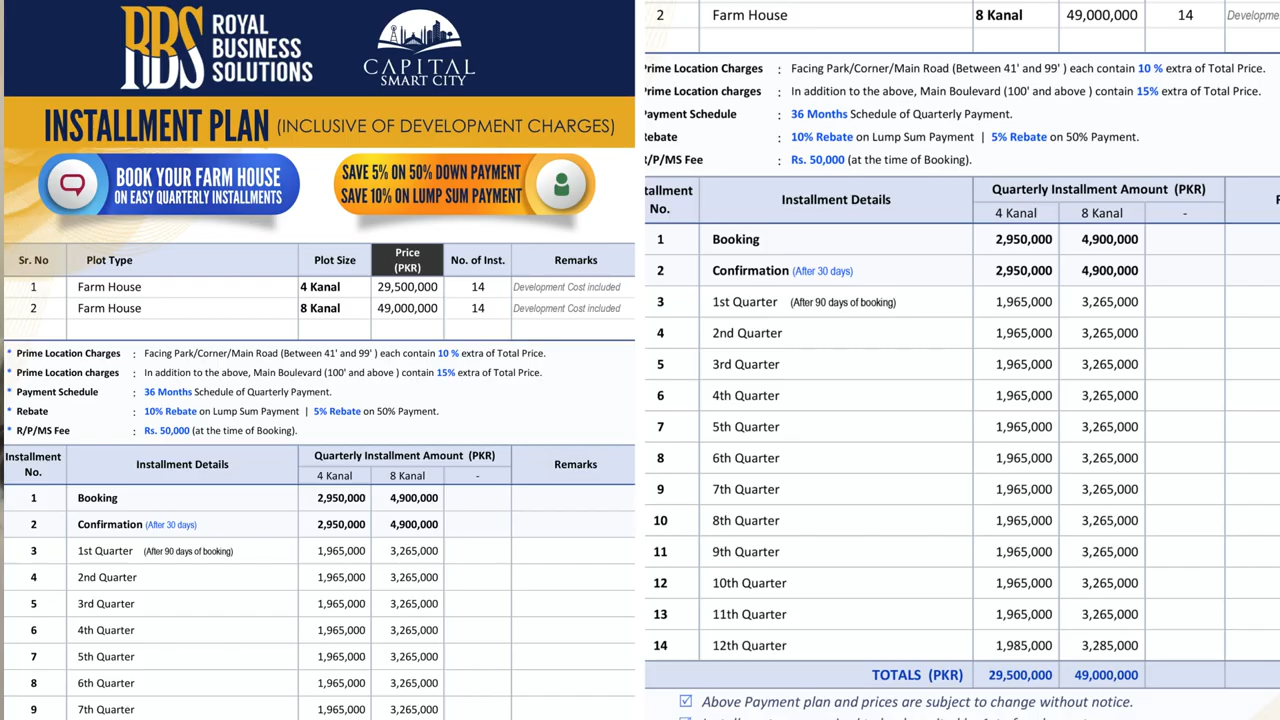 RBS ROYAL BUSINESS SOLUTIONS
CAPITAL SMART CITY
INSTALLMENT PLAN (INCLUSIVE OF DEVELOPMENT CHARGES)
BOOK YOUR FARM HOUSE
ON EASY QUARTERLY INSTALLMENTS
SAVE 5% ON 50% DOWN PAYMENT
SAVE 10% ON LUMP SUM PAYMENT
Sr. No Plot Type Plot Size Price (PKR) No. of Inst. Remarks
1 Farm House 4 Kanal 29,500,000 14 Development Cost included
2 Farm House 8 Kanal 49,000,000 14 Development Cost included
* Prime Location Charges : Facing Park/Corner/Main Road (Between 41' and 99' ) each contain 10 % extra of Total Price.
* Prime Location charges : In addition to the above, Main Boulevard (100' and above ) contain 15% extra of Total Price.
* Payment Schedule : 36 Months Schedule of Quarterly Payment.
* Rebate : 10% Rebate on Lump Sum Payment | 5% Rebate on 50% Payment.
* R/P/MS Fee : Rs. 50,000 (at the time of Booking).
Installment No. Installment Details Quarterly Installment Amount (PKR) Remarks
4 Kanal 8 Kanal -
1 Booking 2,950,000 4,900,000
2 Confirmation (After 30 days) 2,950,000 4,900,000
3 1st Quarter (After 90 days of booking) 1,965,000 3,265,000
4 2nd Quarter 1,965,000 3,265,000
5 3rd Quarter 1,965,000 3,265,000
6 4th Quarter 1,965,000 3,265,000
7 5th Quarter 1,965,000 3,265,000
8 6th Quarter 1,965,000 3,265,000
9 7th Quarter 1,965,000 3,265,000
2 Farm House 8 Kanal 49,000,000 14 Developme
Prime Location Charges : Facing Park/Corner/Main Road (Between 41' and 99' ) each contain 10 % extra of Total Price.
Prime Location charges : In addition to the above, Main Boulevard (100' and above ) contain 15% extra of Total Price.
Payment Schedule : 36 Months Schedule of Quarterly Payment.
Rebate : 10% Rebate on Lump Sum Payment | 5% Rebate on 50% Payment.
R/P/MS Fee : Rs. 50,000 (at the time of Booking).
tallment No. Installment Details Quarterly Installment Amount (PKR)
4 Kanal 8 Kanal -
1 Booking 2,950,000 4,900,000
2 Confirmation (After 30 days) 2,950,000 4,900,000
3 1st Quarter (After 90 days of booking) 1,965,000 3,265,000
4 2nd Quarter 1,965,000 3,265,000
5 3rd Quarter 1,965,000 3,265,000
6 4th Quarter 1,965,000 3,265,000
7 5th Quarter 1,965,000 3,265,000
8 6th Quarter 1,965,000 3,265,000
9 7th Quarter 1,965,000 3,265,000
10 8th Quarter 1,965,000 3,265,000
11 9th Quarter 1,965,000 3,265,000
12 10th Quarter 1,965,000 3,265,000
13 11th Quarter 1,965,000 3,265,000
14 12th Quarter 1,985,000 3,285,000
TOTALS (PKR) 29,500,000 49,000,000
Above Payment plan and prices are subject to change without notice.